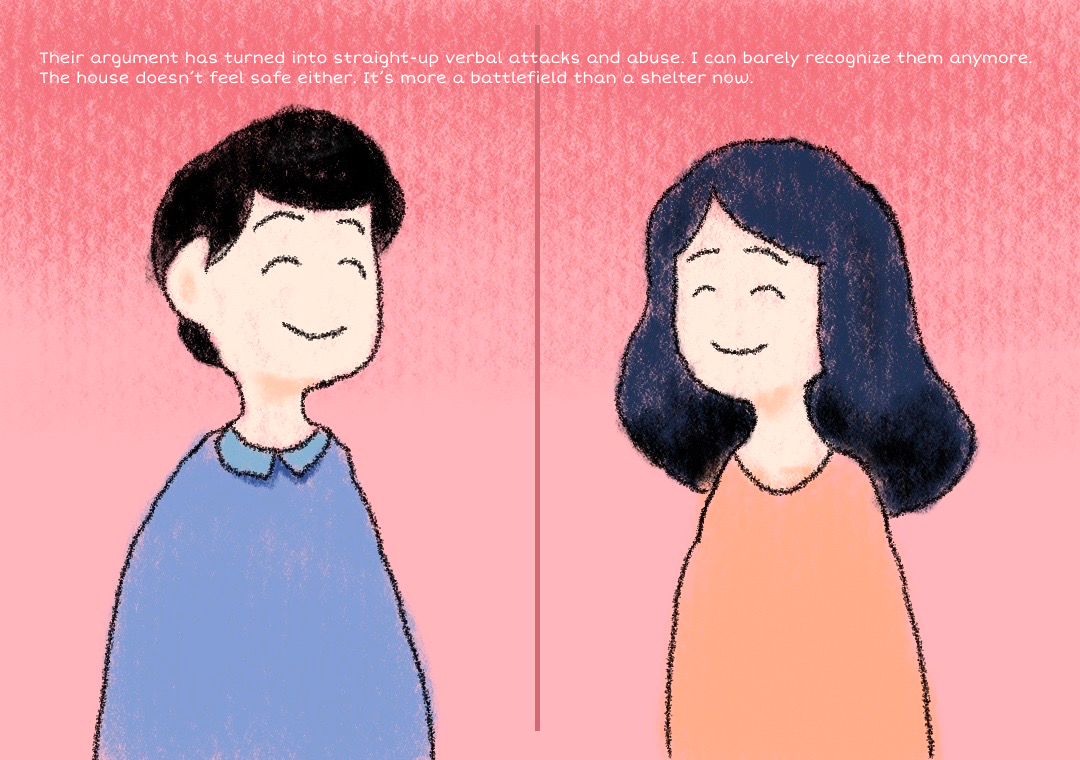 Their argument has turned into straight-up verbal attacks and abuse. I can barely recognize them anymore.
The house doesn't feel safe either. It's more a battlefield than a shelter now.